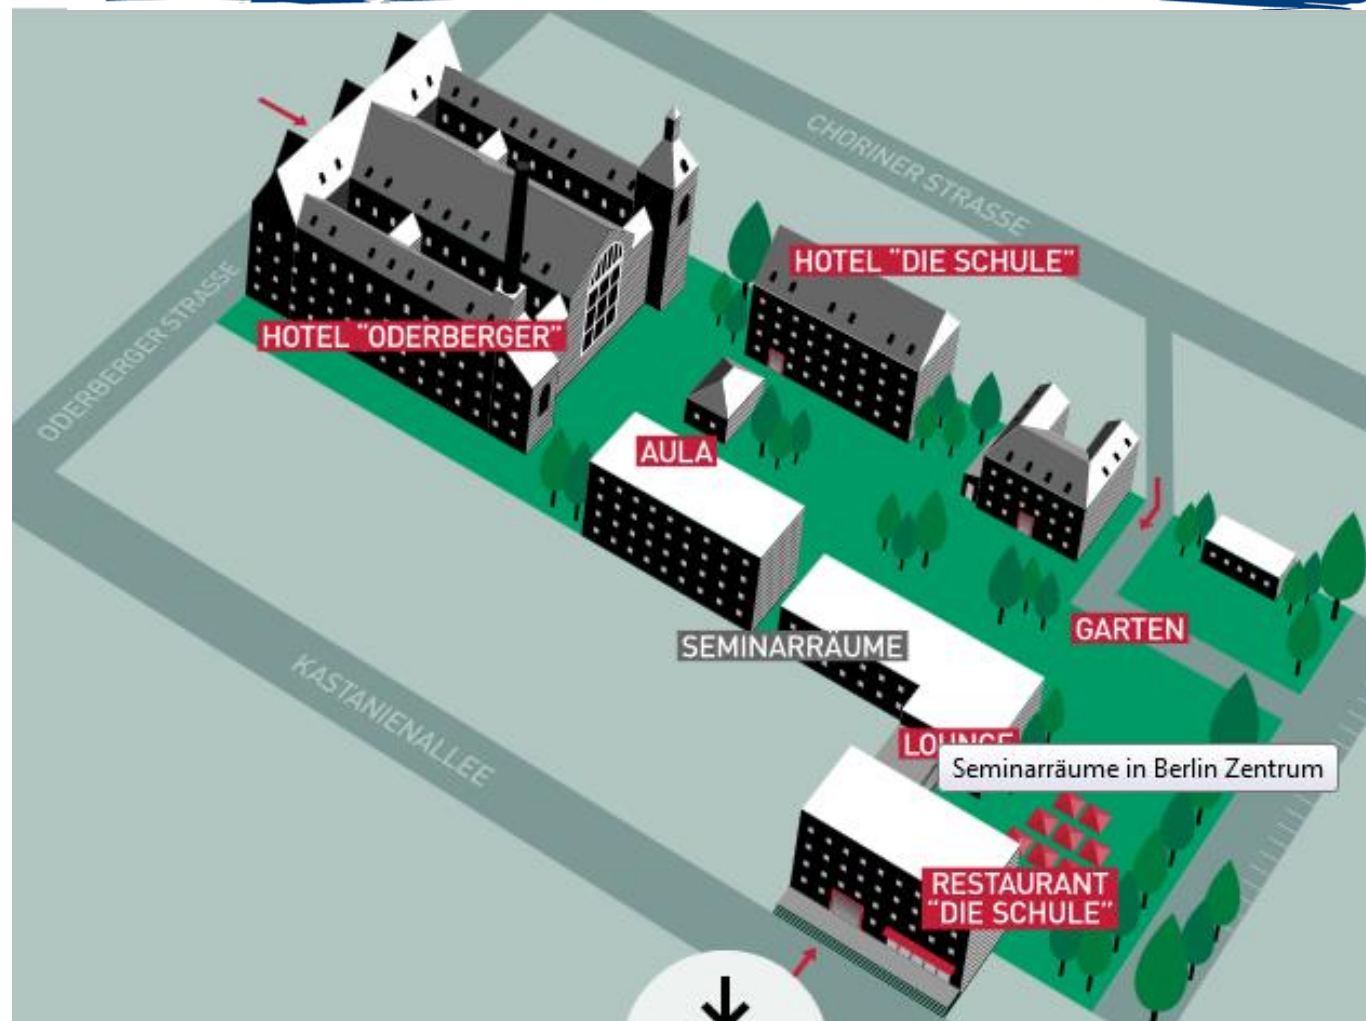 CHORINER STRASSE
HOTEL "DIE SCHULE"
ODERBERGER STRASSE
HOTEL "ODERBERGER"
AULA
GARTEN
SEMINARRÄUME
KASTANIENALLEE
LOUNGE
Seminarräume in Berlin Zentrum
RESTAURANT
"DIE SCHULE"